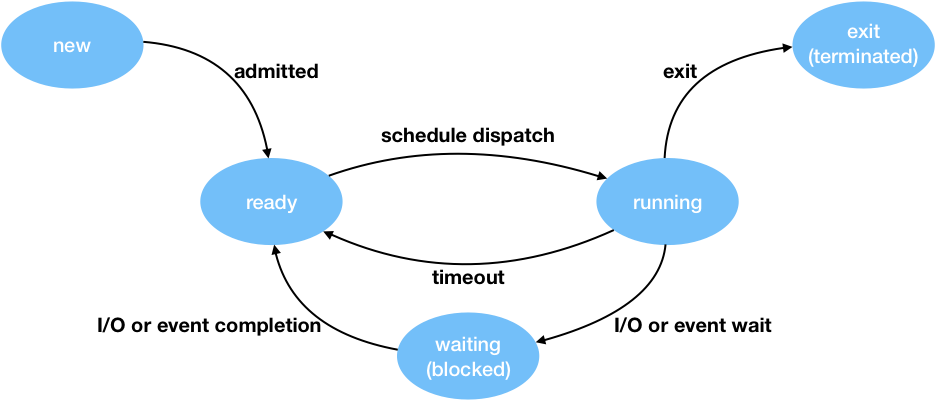 new
exit
(terminated)
admitted
exit
schedule dispatch
ready
running
timeout
I/O or event completion
I/O or event wait
waiting
(blocked)